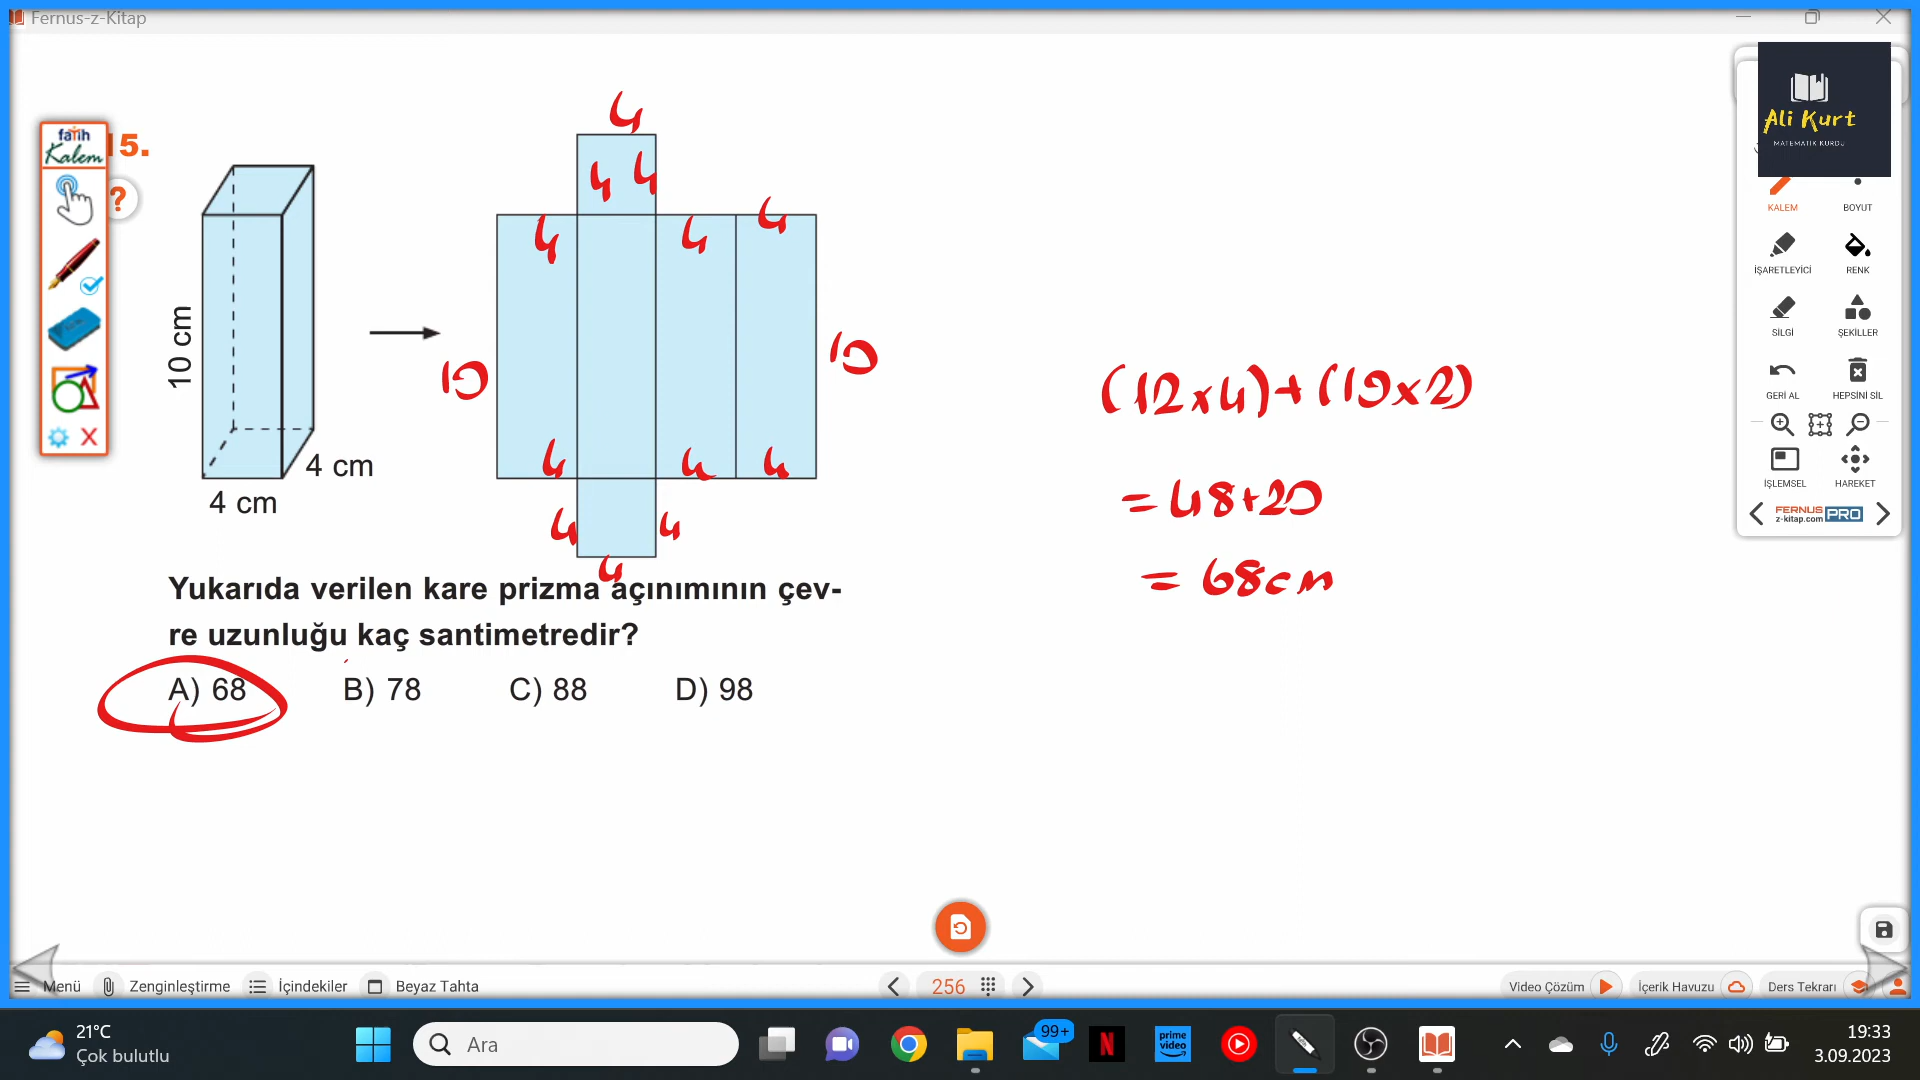 Fernus-z-Kitap
fatih
Kalem
15.
?
4
4 4
4 4 4
10 cm
10
10
4 4 4
4 cm
4 cm
4 4
4
(12x4)+(10x2)
=48+20
= 68cm
Yukarıda verilen kare prizma açınımının çev-
re uzunluğu kaç santimetredir?
A) 68 B) 78 C) 88 D) 98
Ali Kurt
MATEMATIK KURDU
KALEM BOYUT
İŞARETLEYİCİ RENK
SİLGİ ŞEKİLLER
GERİ AL HEPSİNİ SİL
İŞLEMSEL HAREKET
FERNUS
z-kitap.com PRO
Menü Zenginleştirme İçindekiler Beyaz Tahta 256 Video Çözüm İçerik Havuzu Ders Tekrarı
21°C
Çok bulutlu
Ara
99+
N
prime
video
19:33
3.09.2023